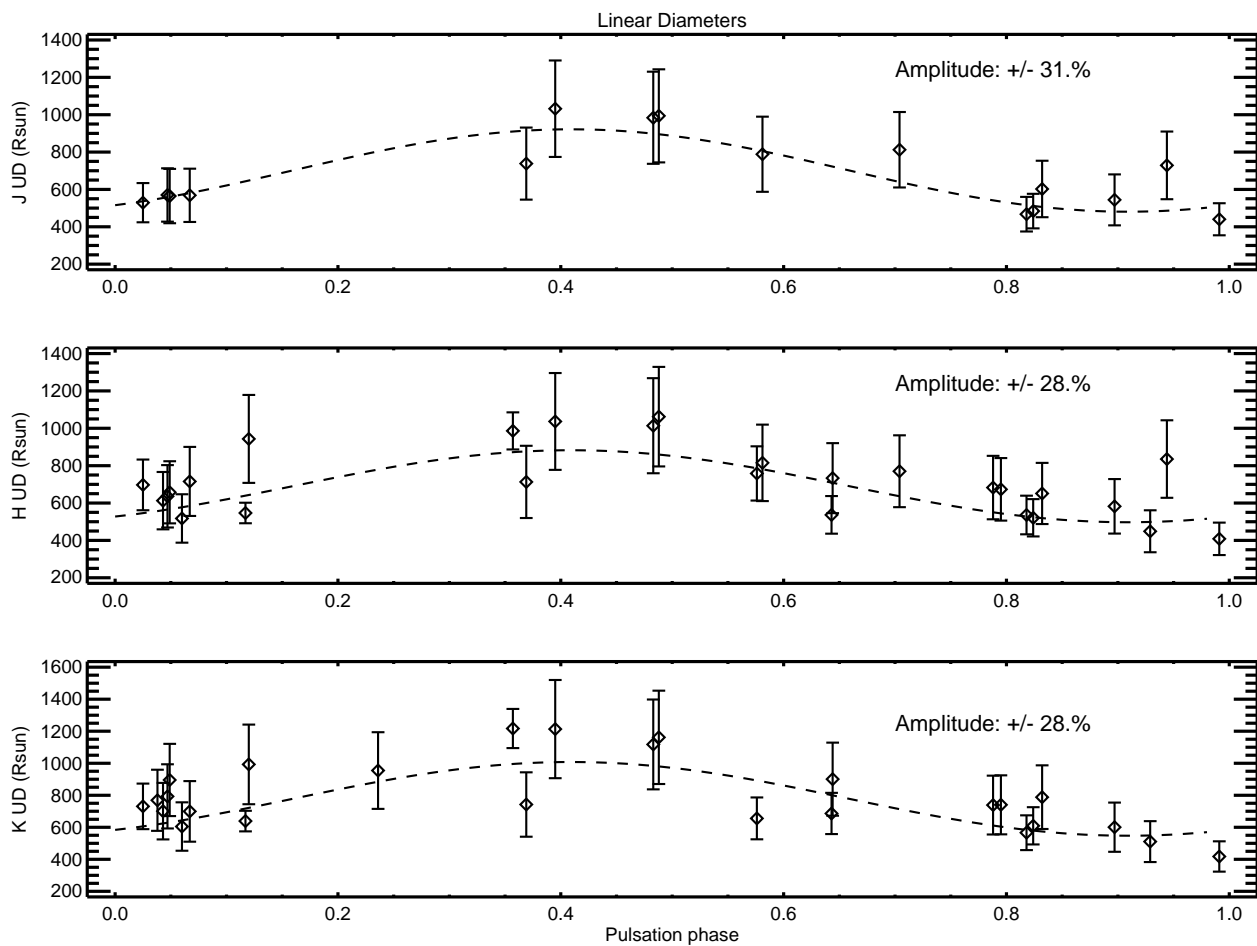 Linear Diameters
1400
1200
1000
800
600
400
200
J UD (Rsun)
Amplitude: +/- 31.%
0.0 0.2 0.4 0.6 0.8 1.0
1400
1200
1000
800
600
400
200
H UD (Rsun)
Amplitude: +/- 28.%
0.0 0.2 0.4 0.6 0.8 1.0
1600
1400
1200
1000
800
600
400
200
K UD (Rsun)
Amplitude: +/- 28.%
0.0 0.2 0.4 0.6 0.8 1.0
Pulsation phase